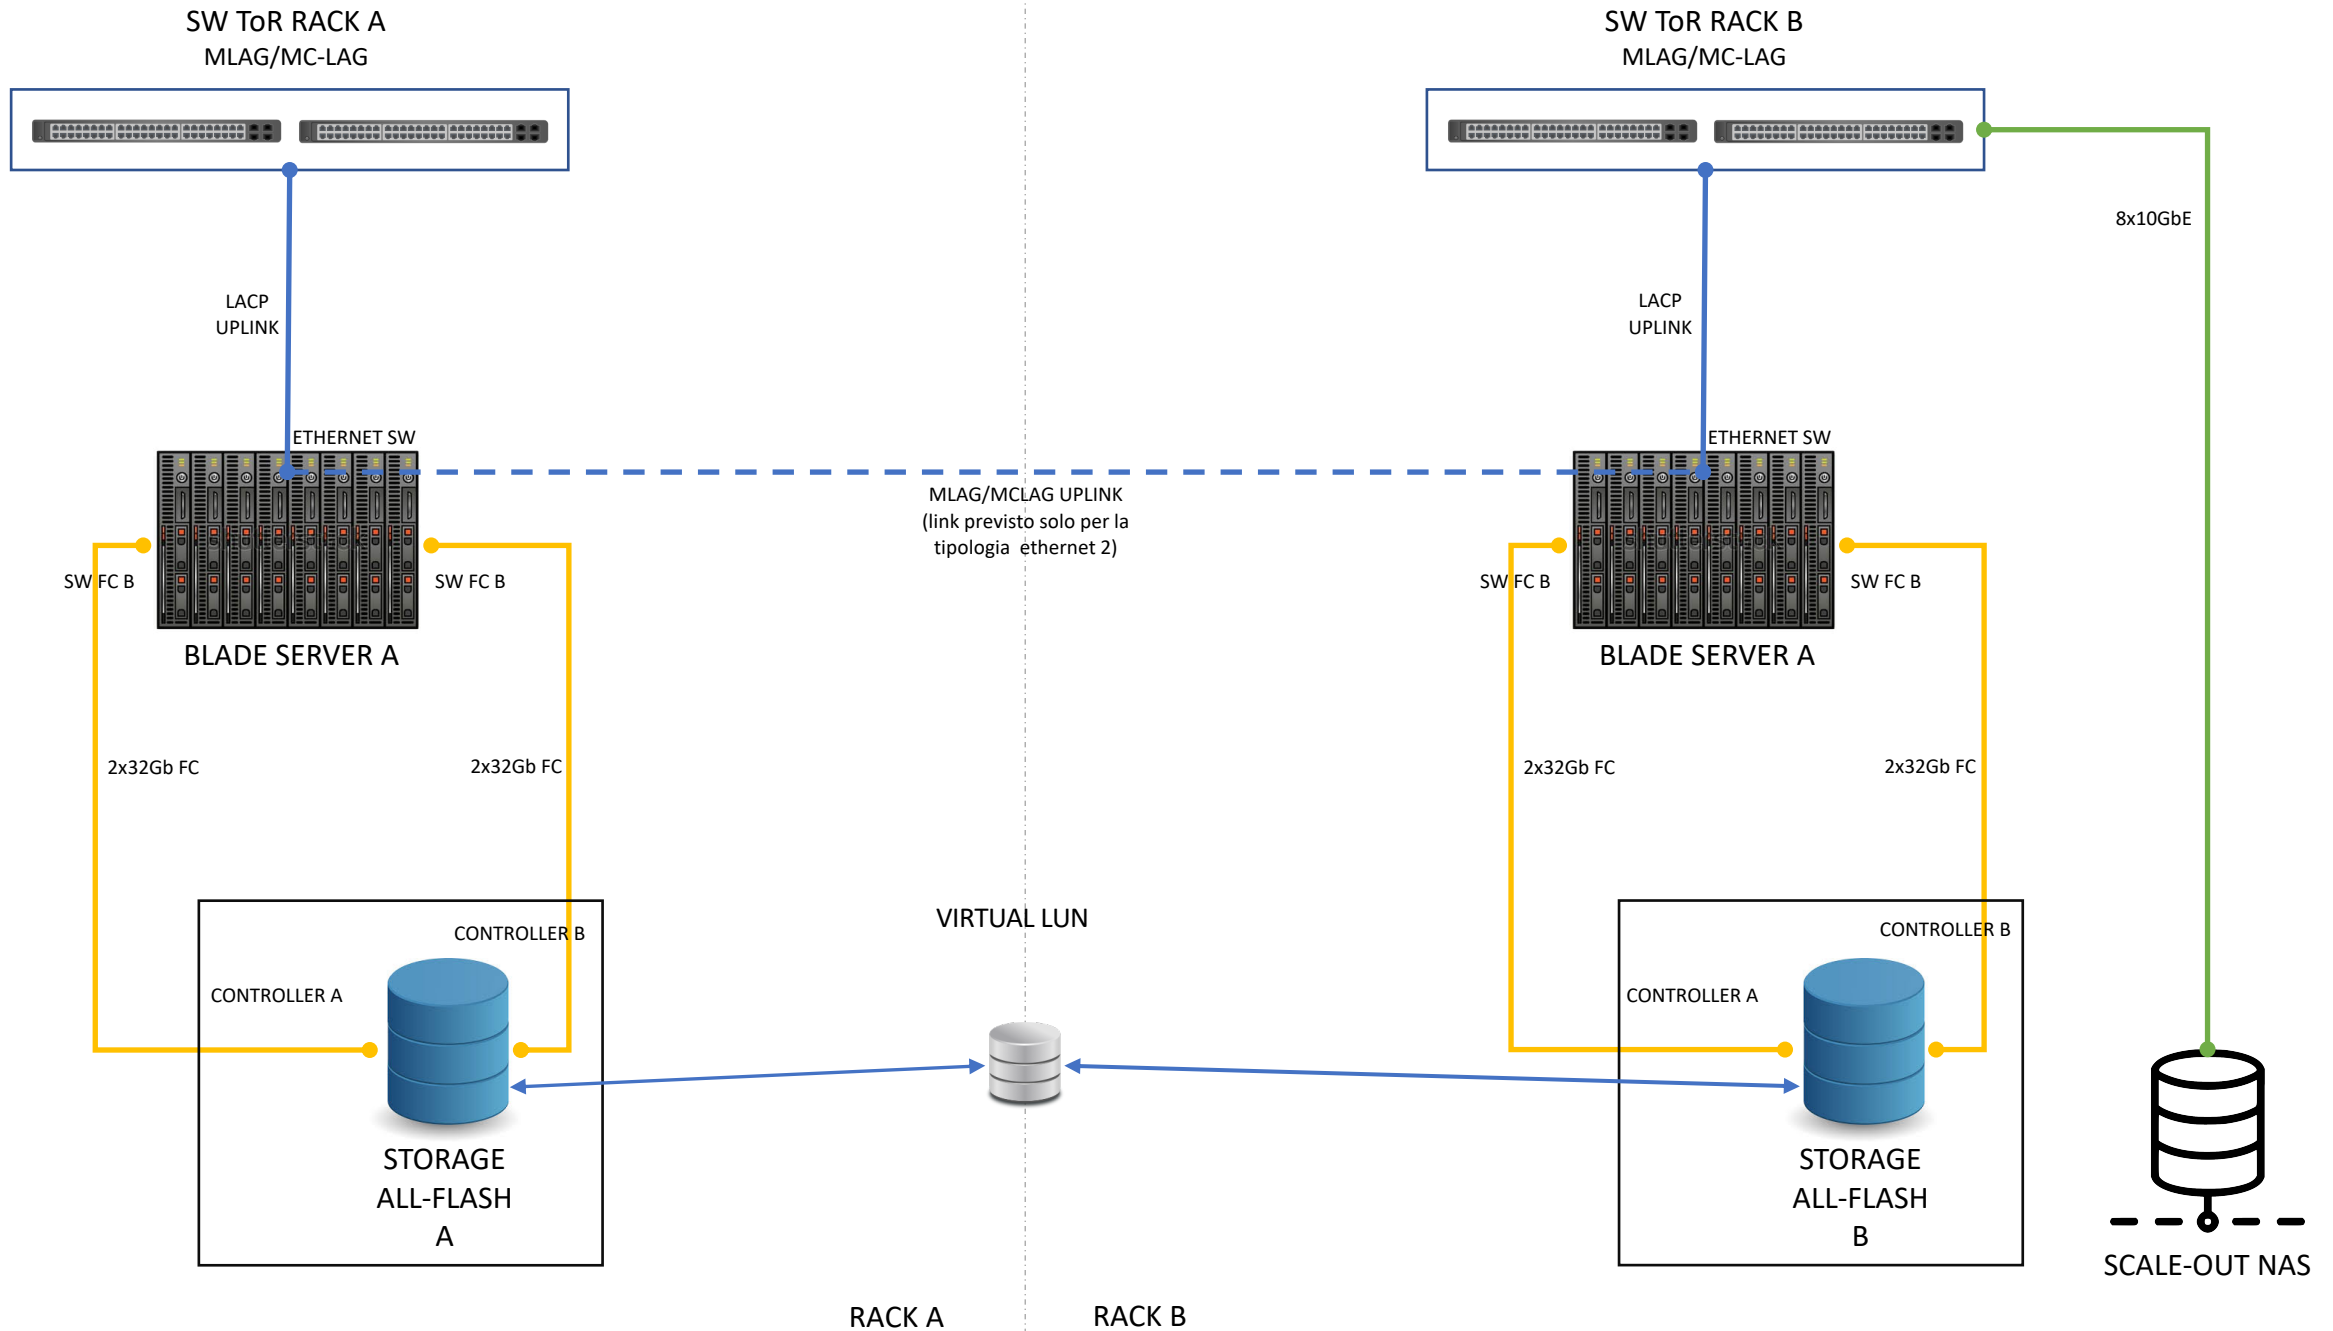 SW ToR RACK A
MLAG/MC-LAG
SW ToR RACK B
MLAG/MC-LAG
8x10GbE
LACP
UPLINK
LACP
UPLINK
ETHERNET SW
ETHERNET SW
MLAG/MCLAG UPLINK
(link previsto solo per la
tipologia ethernet 2)
SW FC B
SW FC B
SW FC B
SW FC B
BLADE SERVER A
BLADE SERVER A
2x32Gb FC
2x32Gb FC
2x32Gb FC
2x32Gb FC
VIRTUAL LUN
CONTROLLER B
CONTROLLER A
CONTROLLER B
CONTROLLER A
STORAGE
ALL-FLASH
A
STORAGE
ALL-FLASH
B
SCALE-OUT NAS
RACK A
RACK B